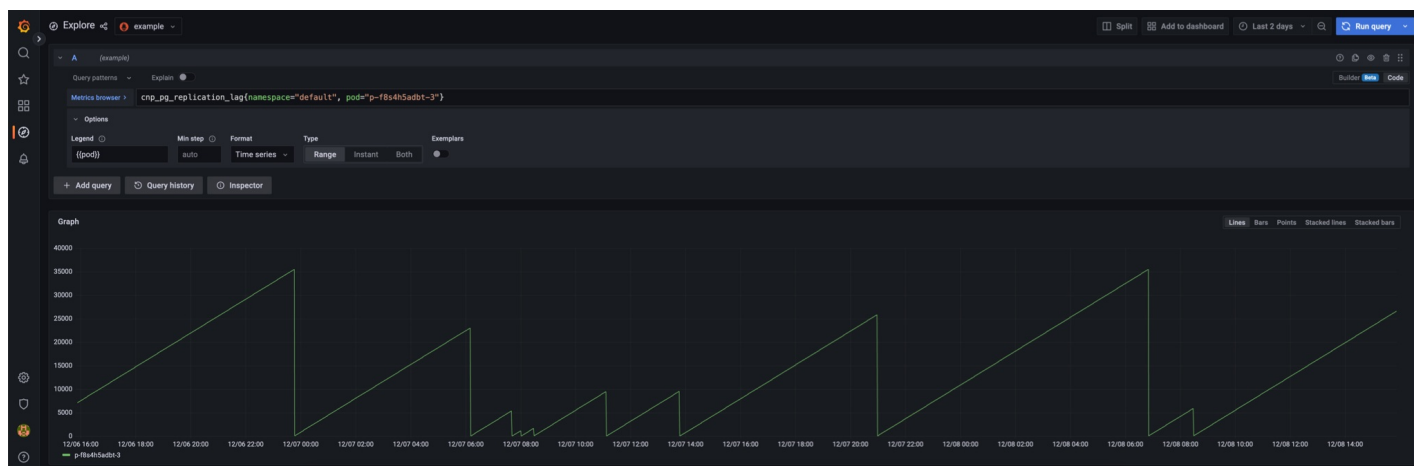 Explore example Split Add to dashboard Last 2 days Run query
A (example)
Query patterns Explain Builder Beta Code
Metrics browser > cnp_pg_replication_lag{namespace="default", pod="p-f8s4h5adbt-3"}
Options
Legend Min step Format Type Exemplars
{{pod}} auto Time series Range Instant Both
+ Add query Query history Inspector
Graph Lines Bars Points Stacked lines Stacked bars
40000
35000
30000
25000
20000
15000
10000
5000
0
12/06 16:00 12/06 18:00 12/06 20:00 12/06 22:00 12/07 00:00 12/07 02:00 12/07 04:00 12/07 06:00 12/07 08:00 12/07 10:00 12/07 12:00 12/07 14:00 12/07 16:00 12/07 18:00 12/07 20:00 12/07 22:00 12/08 00:00 12/08 02:00 12/08 04:00 12/08 06:00 12/08 08:00 12/08 10:00 12/08 12:00 12/08 14:00
p-f8s4h5adbt-3